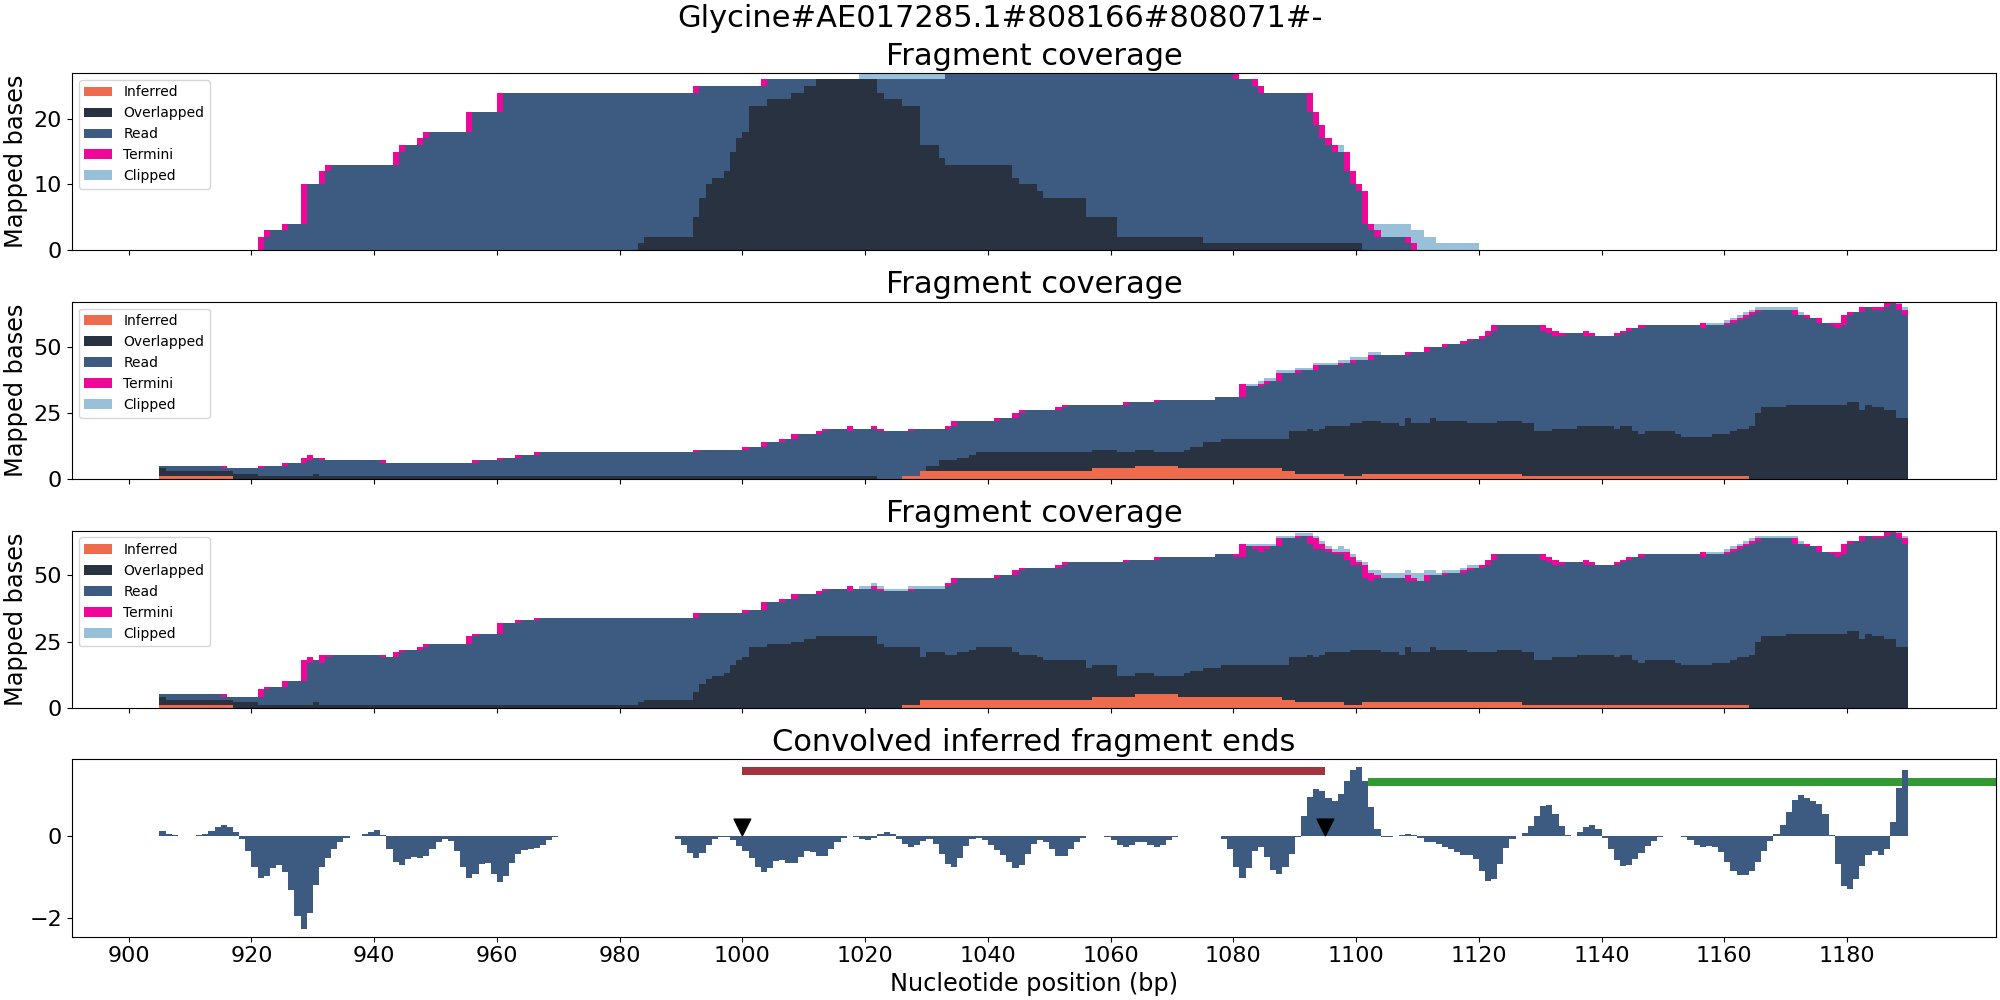 Glycine#AE017285.1#808166#808071#-
Fragment coverage
Mapped bases
20
10
0
Inferred
Overlapped
Read
Termini
Clipped
Fragment coverage
Mapped bases
50
25
0
Inferred
Overlapped
Read
Termini
Clipped
Fragment coverage
Mapped bases
50
25
0
Inferred
Overlapped
Read
Termini
Clipped
Convolved inferred fragment ends
0
−2
900 920 940 960 980 1000 1020 1040 1060 1080 1100 1120 1140 1160 1180
Nucleotide position (bp)